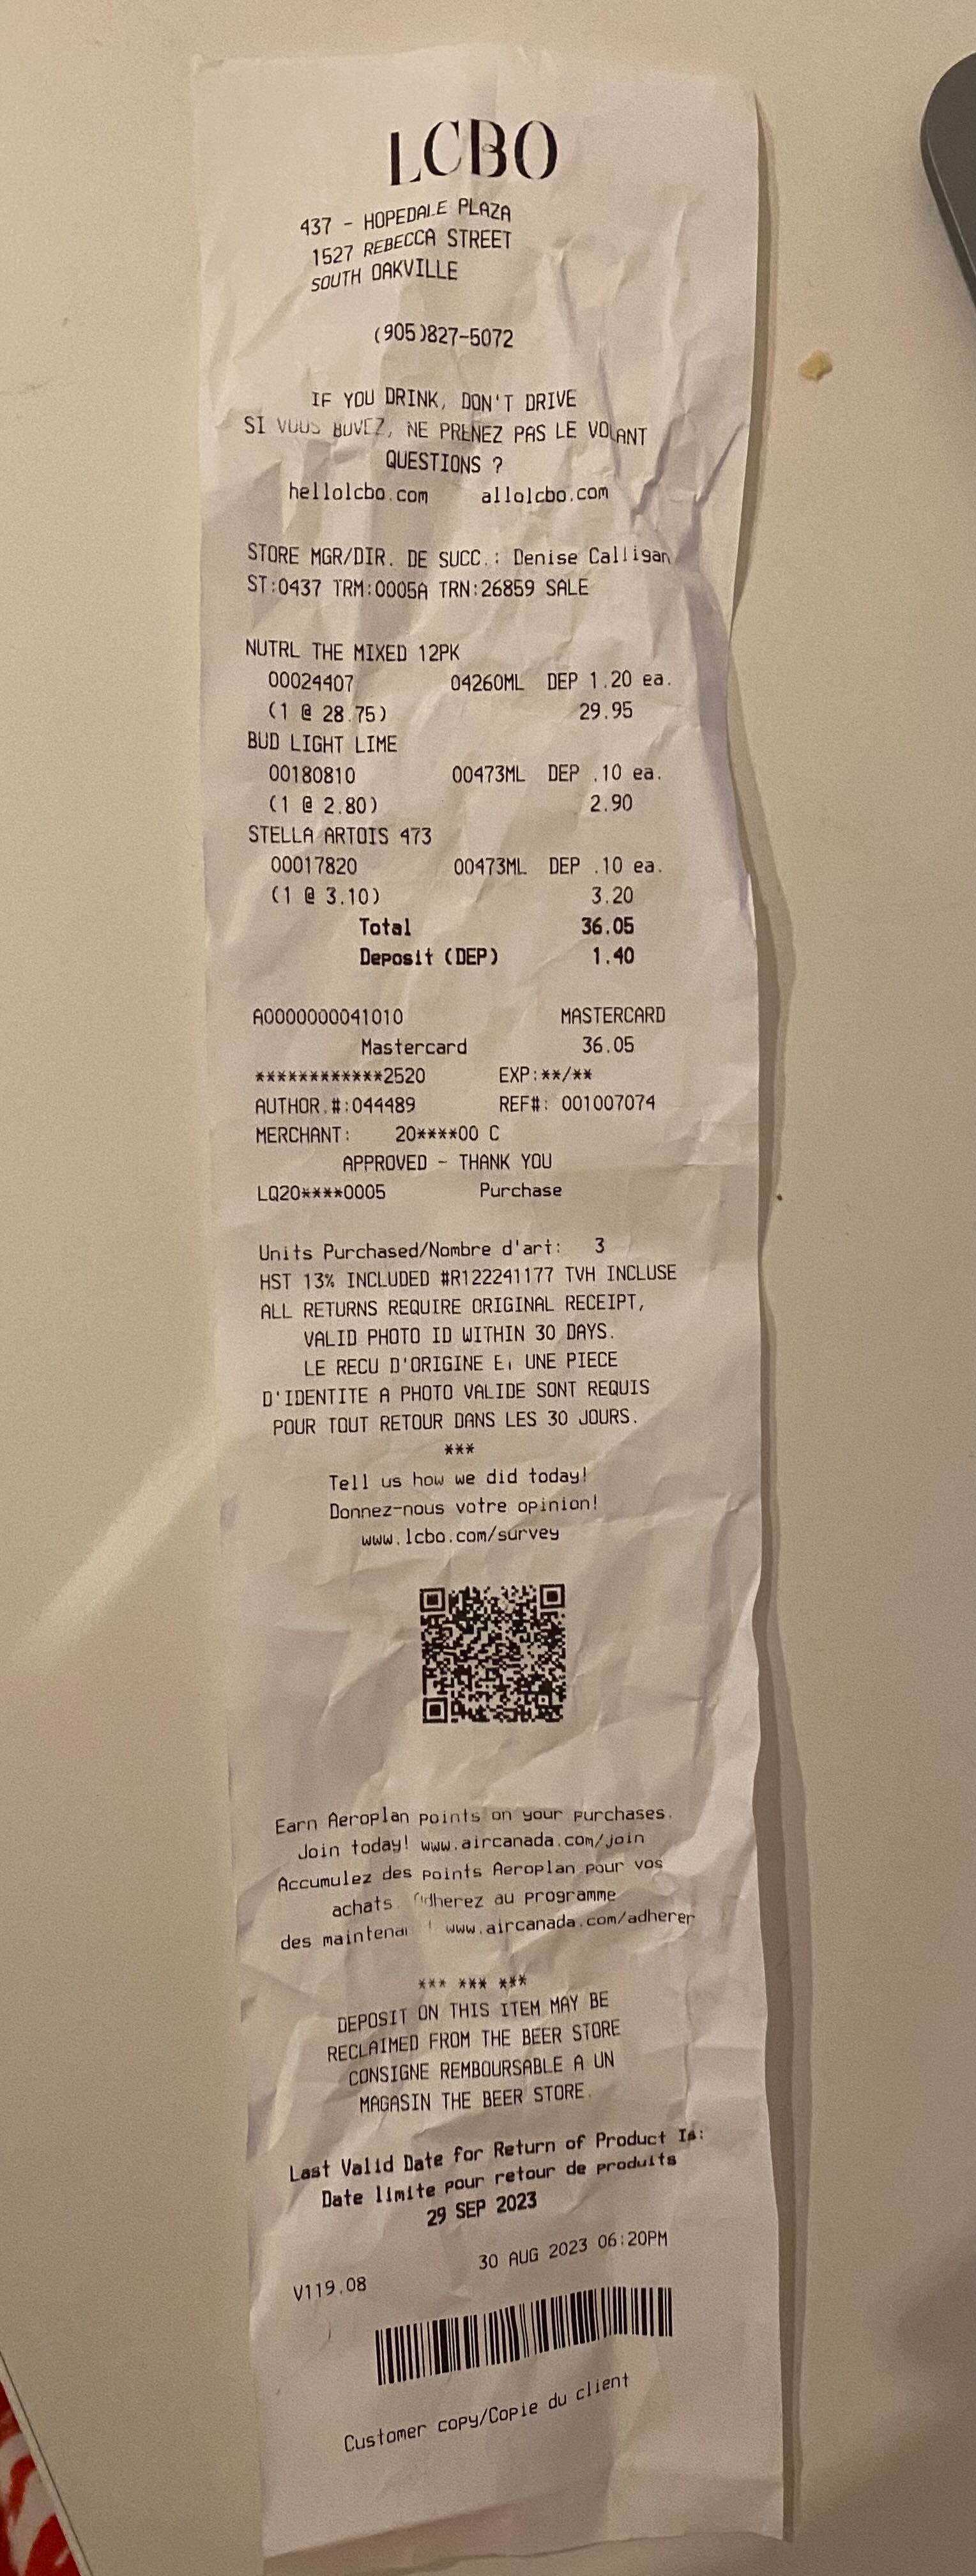 LCBO
437 - HOPEDALE PLAZA
1527 REBECCA STREET
SOUTH OAKVILLE
(905)827-5072
IF YOU DRINK, DON'T DRIVE
SI VOUS BUVEZ, NE PRENEZ PAS LE VOLANT
QUESTIONS ?
hellolcbo.com allolcbo.com
STORE MGR/DIR. DE SUCC.: Denise Calligan
ST:0437 TRM:0005A TRN:26859 SALE
NUTRL THE MIXED 12PK
00024407 04260ML DEP 1.20 ea.
(1 @ 28.75) 29.95
BUD LIGHT LIME
00180810 00473ML DEP .10 ea.
(1 @ 2.80) 2.90
STELLA ARTOIS 473
00017820 00473ML DEP .10 ea.
(1 @ 3.10) 3.20
Total 36.05
Deposit (DEP) 1.40
A0000000041010 MASTERCARD
Mastercard 36.05
************2520 EXP:**/**
AUTHOR.#:044489 REF#: 001007074
MERCHANT: 20****00 C
APPROVED - THANK YOU
LQ20****0005 Purchase
Units Purchased/Nombre d'art: 3
HST 13% INCLUDED #R122241177 TVH INCLUSE
ALL RETURNS REQUIRE ORIGINAL RECEIPT,
VALID PHOTO ID WITHIN 30 DAYS.
LE RECU D'ORIGINE ET UNE PIECE
D'IDENTITE A PHOTO VALIDE SONT REQUIS
POUR TOUT RETOUR DANS LES 30 JOURS.
***
Tell us how we did today!
Donnez-nous votre opinion!
www.lcbo.com/survey
Earn Aeroplan points on your purchases.
Join today! www.aircanada.com/join
Accumulez des points Aeroplan pour vos
achats. Adherez au programme
des maintenant! www.aircanada.com/adherer
*** *** ***
DEPOSIT ON THIS ITEM MAY BE
RECLAIMED FROM THE BEER STORE
CONSIGNE REMBOURSABLE A UN
MAGASIN THE BEER STORE.
Last Valid Date for Return of Product Is:
Date limite pour retour de produits
29 SEP 2023
30 AUG 2023 06:20PM
V119.08
Customer copy/Copie du client